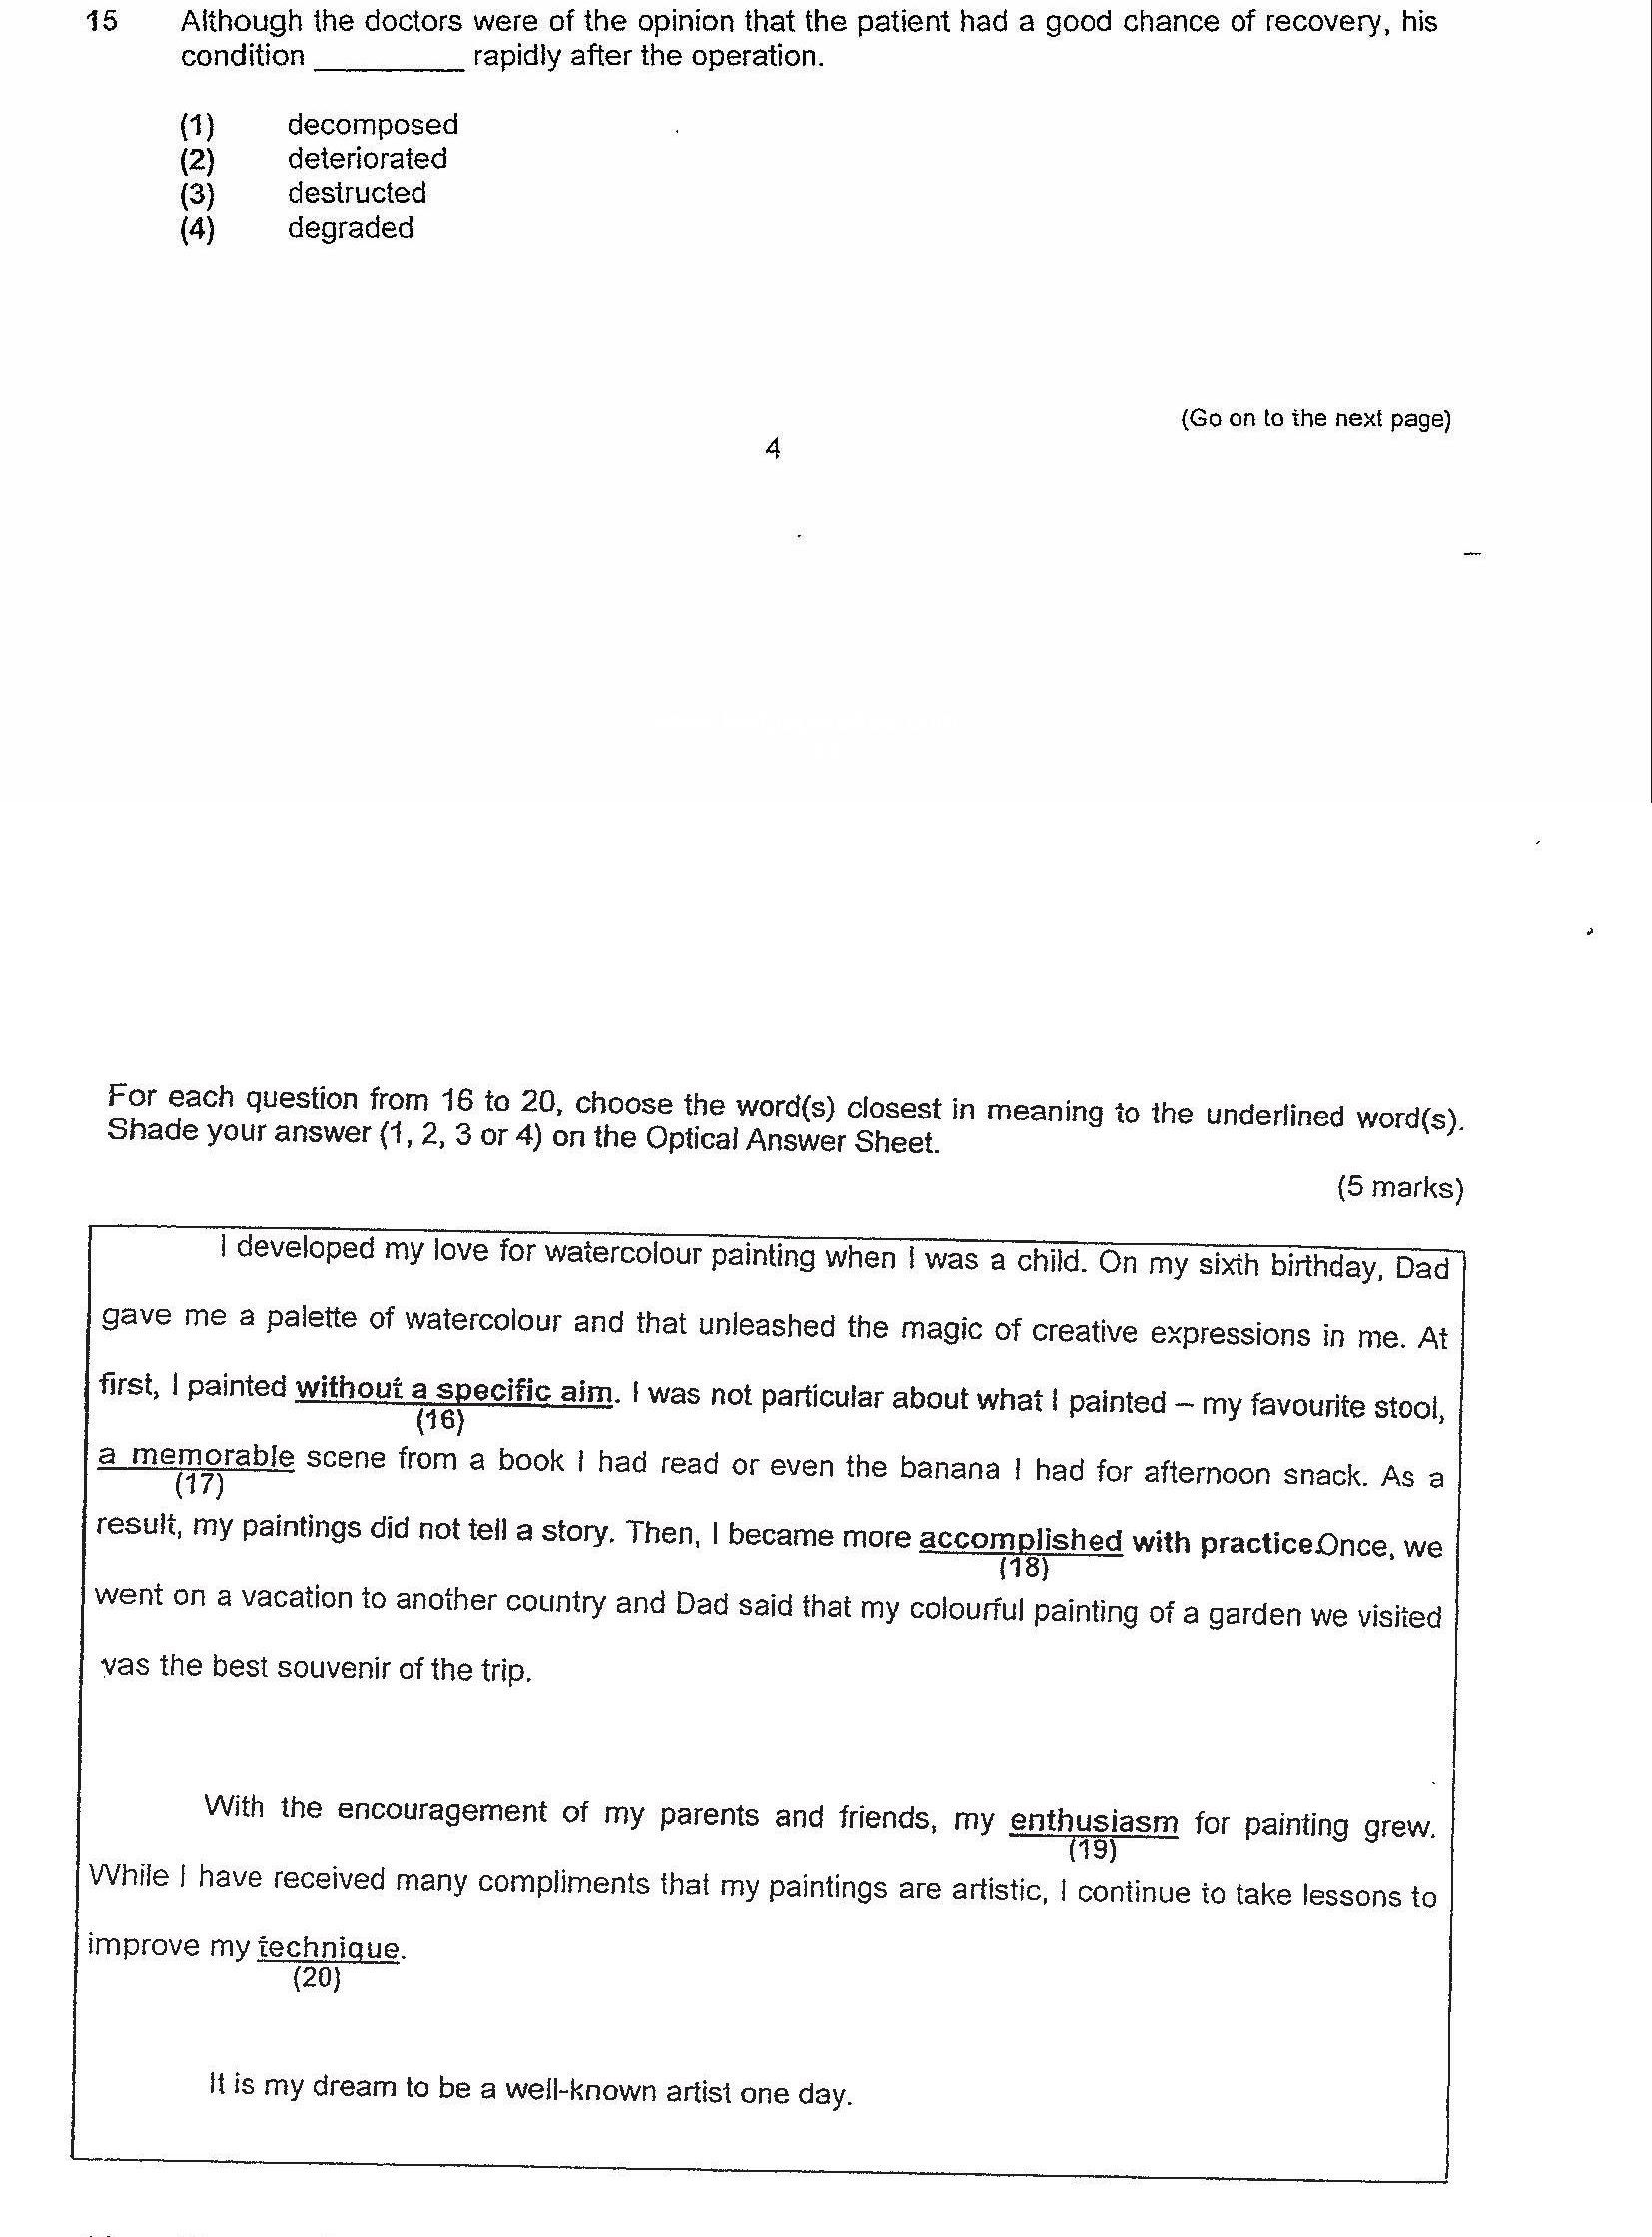 15 Although the doctors were of the opinion that the patient had a good chance of recovery, his
condition __________ rapidly after the operation.
(1) decomposed
(2) deteriorated
(3) destructed
(4) degraded
(Go on to the next page)
4
For each question from 16 to 20, choose the word(s) closest in meaning to the underlined word(s).
Shade your answer (1, 2, 3 or 4) on the Optical Answer Sheet.
(5 marks)
I developed my love for watercolour painting when I was a child. On my sixth birthday, Dad
gave me a palette of watercolour and that unleashed the magic of creative expressions in me. At
first, I painted without a specific aim. I was not particular about what I painted – my favourite stool,
(16)
a memorable scene from a book I had read or even the banana I had for afternoon snack. As a
(17)
result, my paintings did not tell a story. Then, I became more accomplished with practice.Once, we
(18)
went on a vacation to another country and Dad said that my colourful painting of a garden we visited
vas the best souvenir of the trip.
With the encouragement of my parents and friends, my enthusiasm for painting grew.
(19)
While I have received many compliments that my paintings are artistic, I continue to take lessons to
improve my technique.
(20)
It is my dream to be a well-known artist one day.